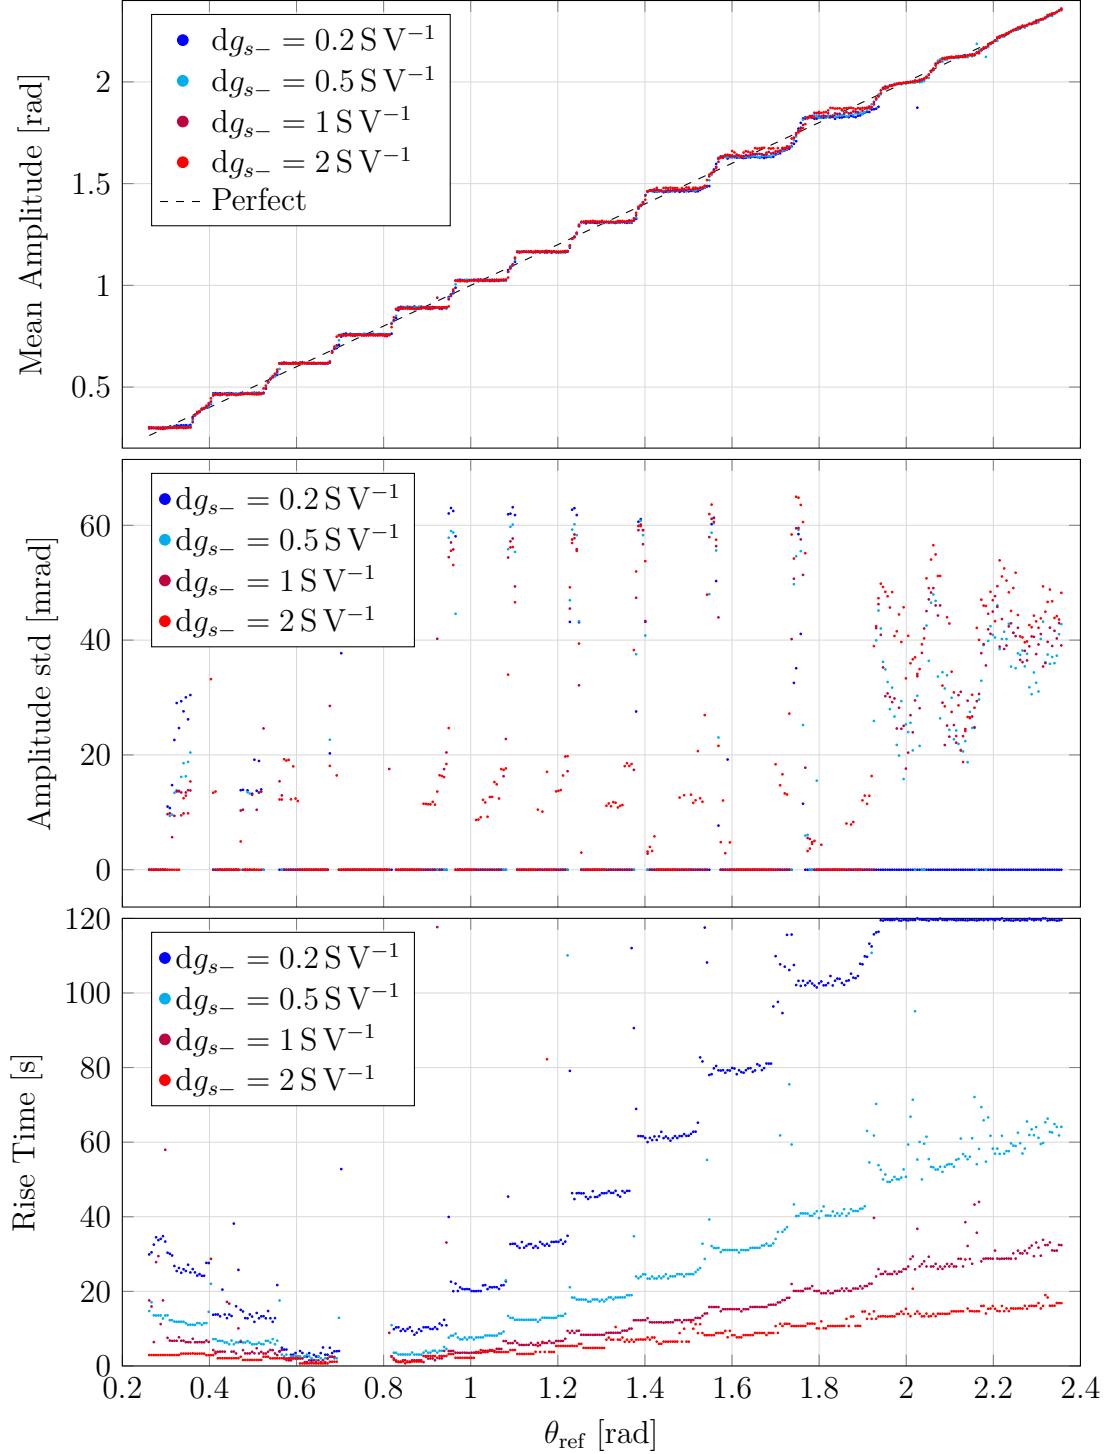 2
1.5
1
0.5
Mean Amplitude [rad]
dg_{s−} = 0.2 S V⁻¹
dg_{s−} = 0.5 S V⁻¹
dg_{s−} = 1 S V⁻¹
dg_{s−} = 2 S V⁻¹
Perfect
60
40
20
0
Amplitude std [mrad]
dg_{s−} = 0.2 S V⁻¹
dg_{s−} = 0.5 S V⁻¹
dg_{s−} = 1 S V⁻¹
dg_{s−} = 2 S V⁻¹
120
100
80
60
40
20
0
Rise Time [s]
dg_{s−} = 0.2 S V⁻¹
dg_{s−} = 0.5 S V⁻¹
dg_{s−} = 1 S V⁻¹
dg_{s−} = 2 S V⁻¹
0.2 0.4 0.6 0.8 1 1.2 1.4 1.6 1.8 2 2.2 2.4
θ_{ref} [rad]